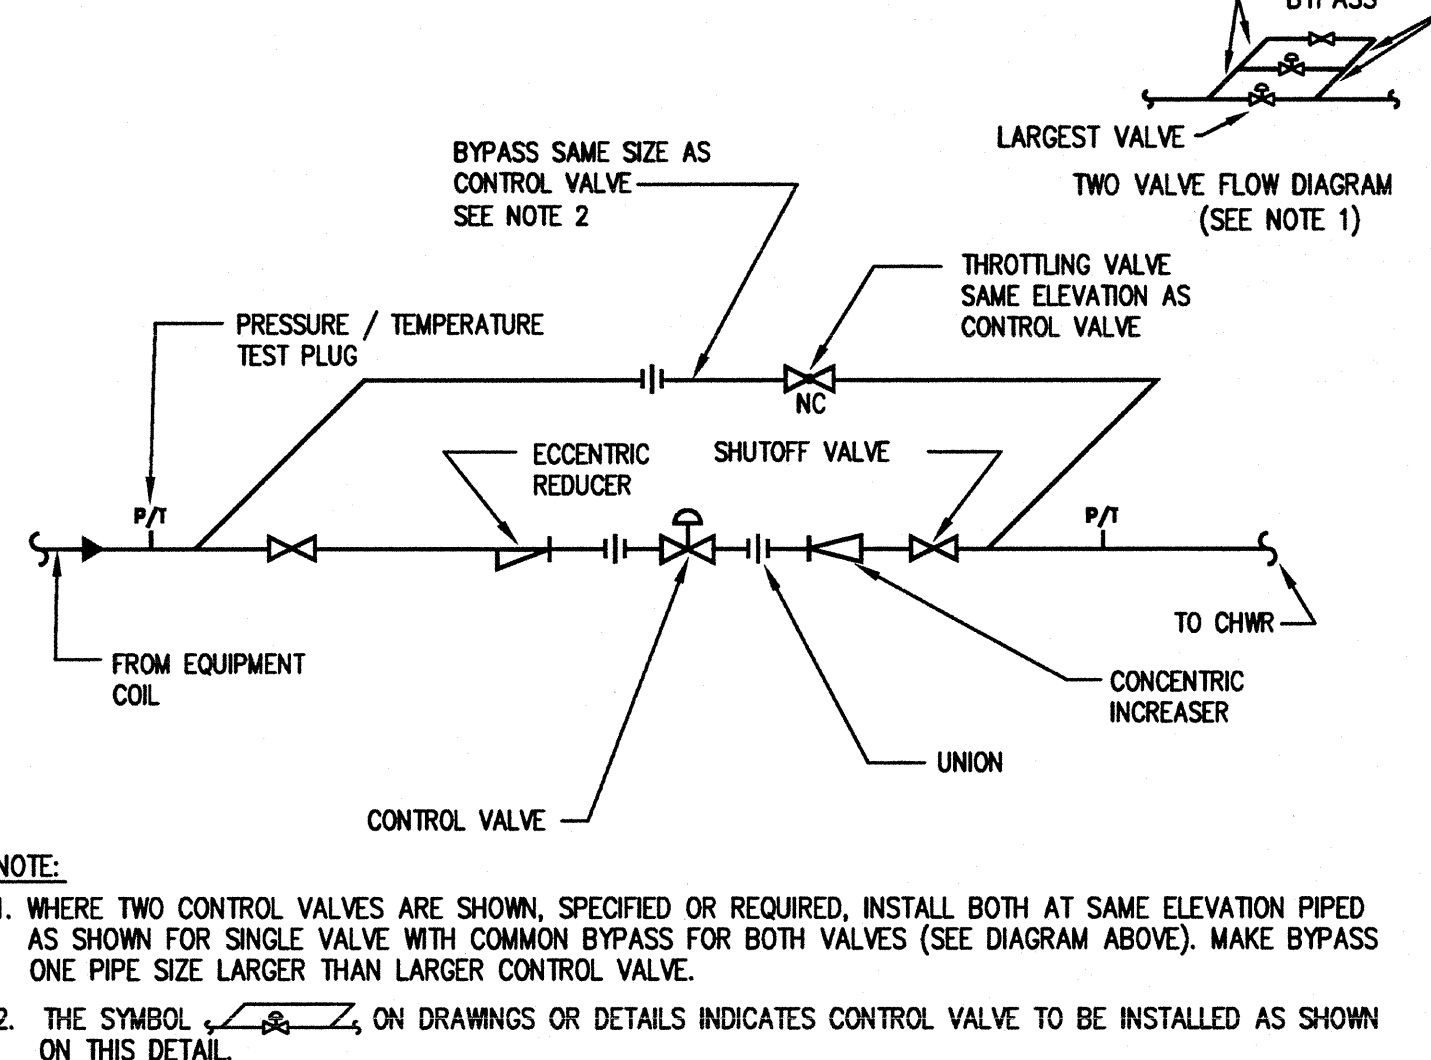 BYPASS
LARGEST VALVE
TWO VALVE FLOW DIAGRAM
(SEE NOTE 1)
BYPASS SAME SIZE AS
CONTROL VALVE
SEE NOTE 2
THROTTLING VALVE
SAME ELEVATION AS
CONTROL VALVE
PRESSURE / TEMPERATURE
TEST PLUG
NC
ECCENTRIC
REDUCER
SHUTOFF VALVE
P/T
P/T
TO CHWR
FROM EQUIPMENT
COIL
CONCENTRIC
INCREASER
UNION
CONTROL VALVE
NOTE:
1. WHERE TWO CONTROL VALVES ARE SHOWN, SPECIFIED OR REQUIRED, INSTALL BOTH AT SAME ELEVATION PIPED
AS SHOWN FOR SINGLE VALVE WITH COMMON BYPASS FOR BOTH VALVES (SEE DIAGRAM ABOVE). MAKE BYPASS
ONE PIPE SIZE LARGER THAN LARGER CONTROL VALVE.
2. THE SYMBOL ON DRAWINGS OR DETAILS INDICATES CONTROL VALVE TO BE INSTALLED AS SHOWN
ON THIS DETAIL.